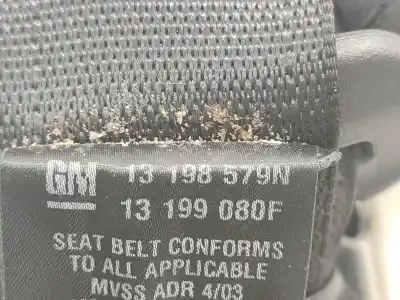 GM 13 198 579N
13 199 080F
SEAT BELT CONFORMS
TO ALL APPLICABLE
MVSS ADR 4/03